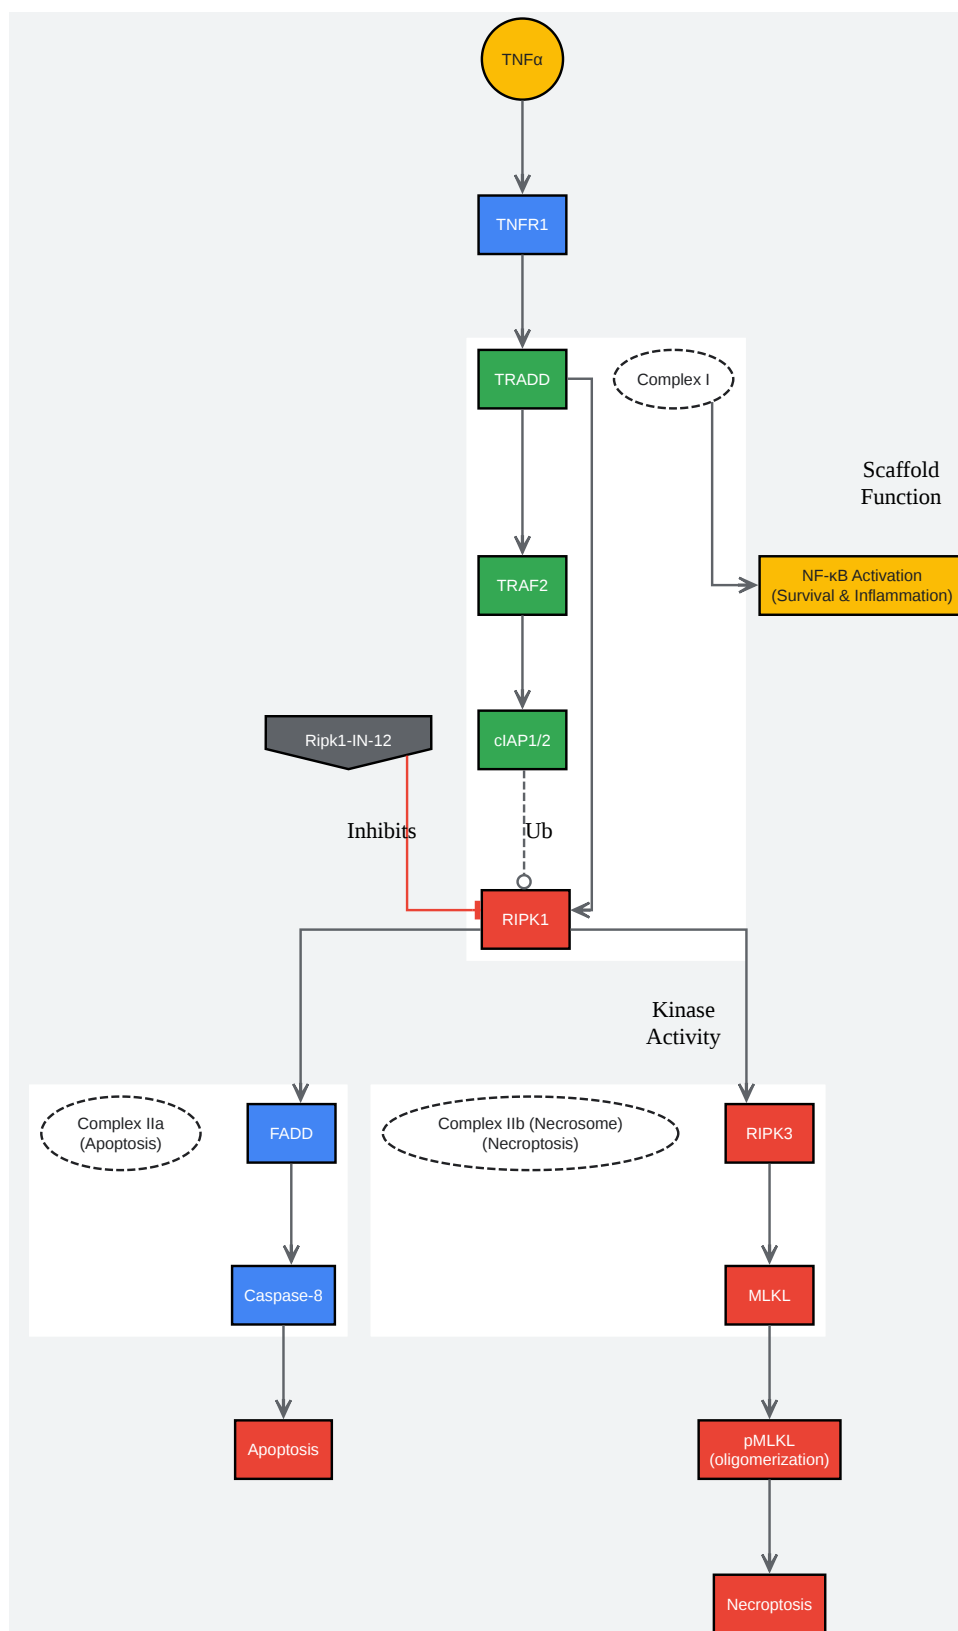 TNFα
TNFR1
TRADD
Complex I
Scaffold
Function
TRAF2
NF-κB Activation
(Survival & Inflammation)
Ripk1-IN-12
cIAP1/2
Inhibits
Ub
RIPK1
Kinase
Activity
Complex IIa
(Apoptosis)
FADD
Complex IIb (Necrosome)
(Necroptosis)
RIPK3
Caspase-8
MLKL
Apoptosis
pMLKL
(oligomerization)
Necroptosis